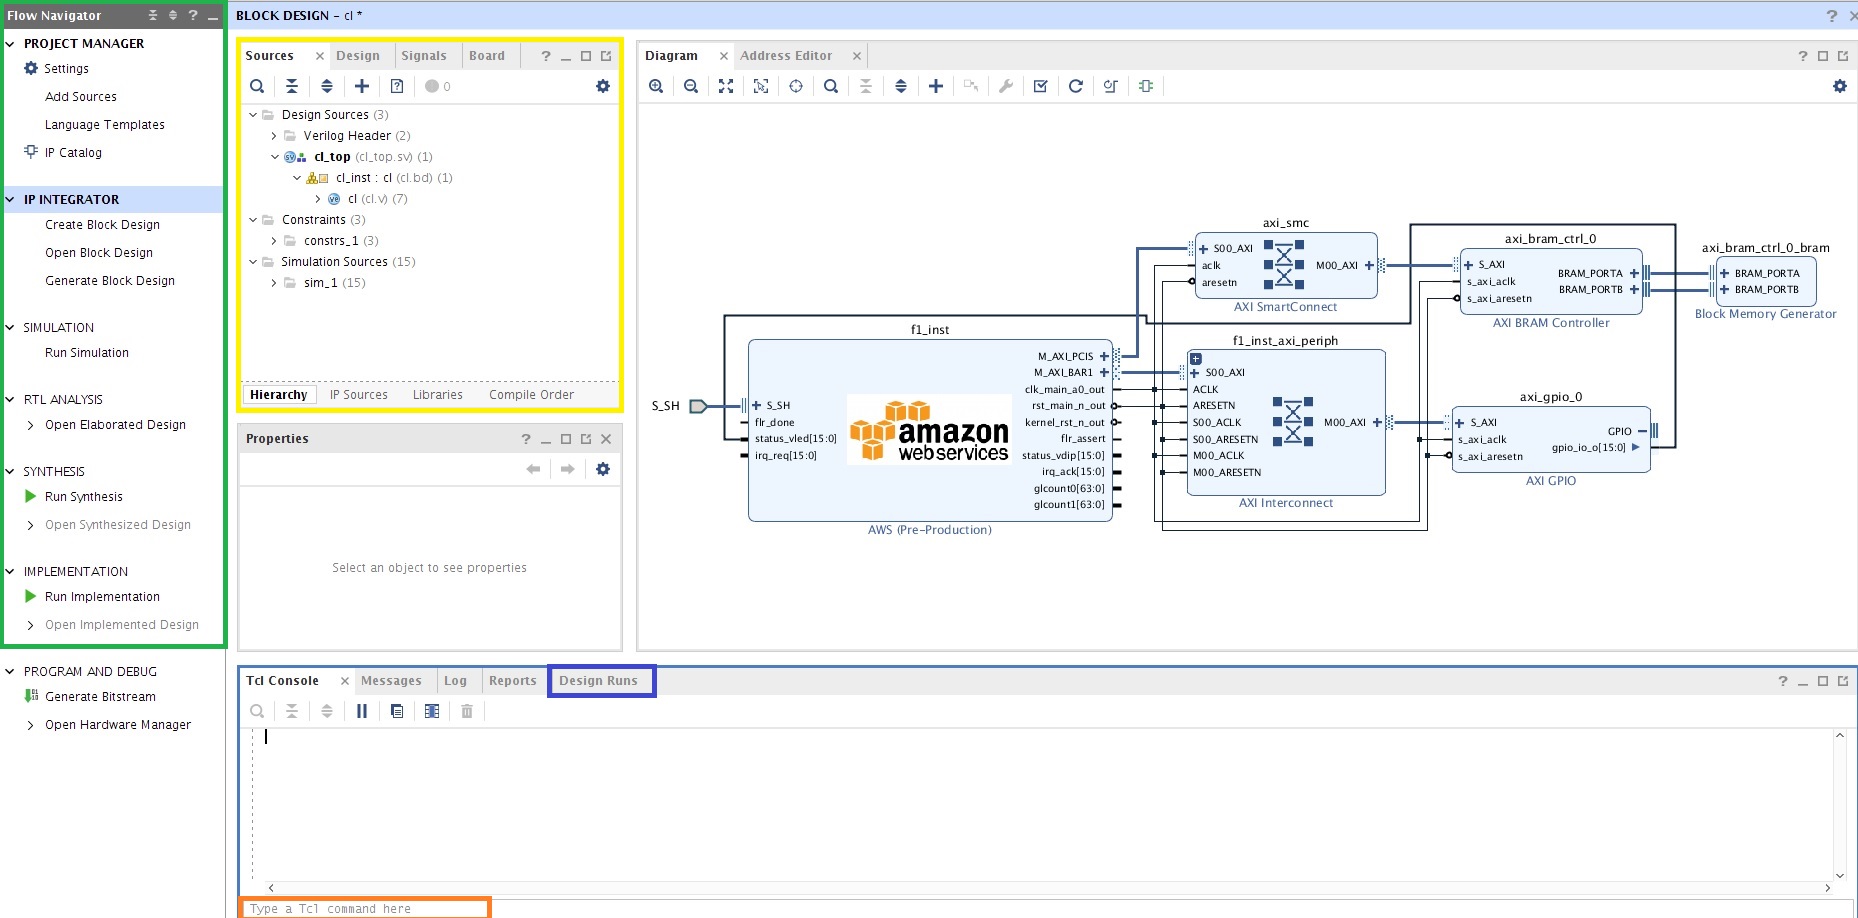 Flow Navigator
PROJECT MANAGER
Settings
Add Sources
Language Templates
IP Catalog
IP INTEGRATOR
Create Block Design
Open Block Design
Generate Block Design
SIMULATION
Run Simulation
RTL ANALYSIS
Open Elaborated Design
SYNTHESIS
Run Synthesis
Open Synthesized Design
IMPLEMENTATION
Run Implementation
Open Implemented Design
PROGRAM AND DEBUG
Generate Bitstream
Open Hardware Manager
BLOCK DESIGN - cl *
Sources Design Signals Board
0
Design Sources (3)
Verilog Header (2)
cl_top (cl_top.sv) (1)
cl_inst : cl (cl.bd) (1)
cl (cl.v) (7)
Constraints (3)
constrs_1 (3)
Simulation Sources (15)
sim_1 (15)
Hierarchy IP Sources Libraries Compile Order
Properties
Select an object to see properties
Diagram Address Editor
S_SH
f1_inst
S_SH
flr_done
status_vled[15:0]
irq_req[15:0]
amazon
webservices
M_AXI_PCIS
M_AXI_BAR1
clk_main_a0_out
rst_main_n_out
kernel_rst_n_out
flr_assert
status_vdip[15:0]
irq_ack[15:0]
glcount0[63:0]
glcount1[63:0]
AWS (Pre-Production)
axi_smc
S00_AXI
aclk
aresetn
M00_AXI
AXI SmartConnect
f1_inst_axi_periph
S00_AXI
ACLK
ARESETN
S00_ACLK
S00_ARESETN
M00_ACLK
M00_ARESETN
M00_AXI
AXI Interconnect
axi_bram_ctrl_0
S_AXI
s_axi_aclk
s_axi_aresetn
BRAM_PORTA
BRAM_PORTB
AXI BRAM Controller
axi_bram_ctrl_0_bram
BRAM_PORTA
BRAM_PORTB
Block Memory Generator
axi_gpio_0
S_AXI
s_axi_aclk
s_axi_aresetn
GPIO
gpio_io_o[15:0]
AXI GPIO
Tcl Console Messages Log Reports Design Runs
Type a Tcl command here